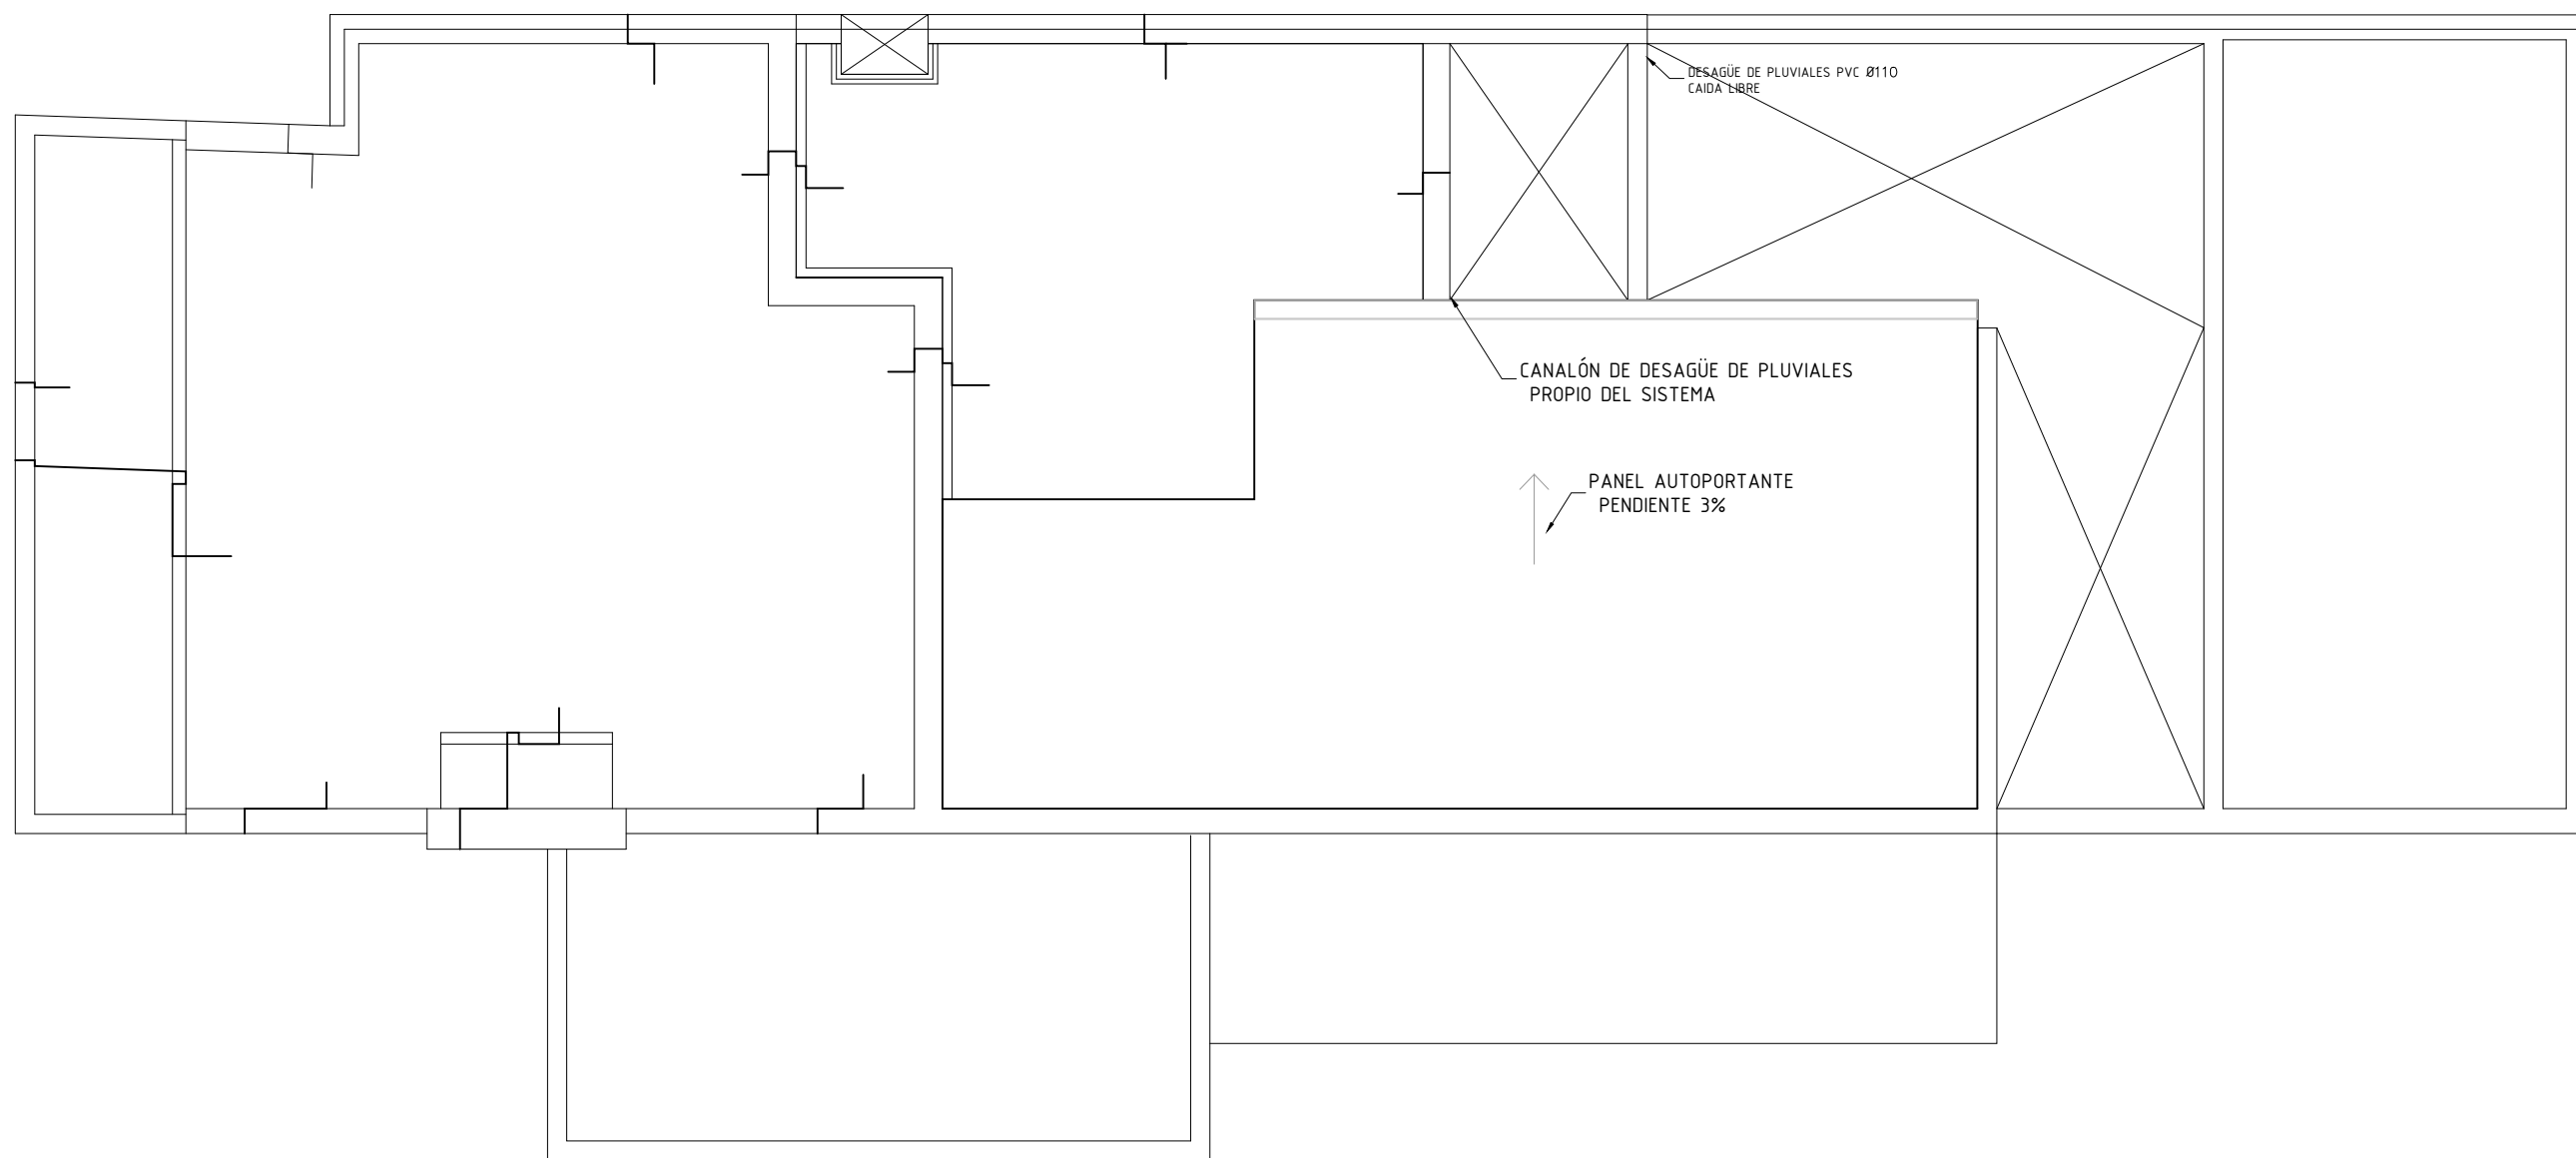 DESAGÜE DE PLUVIALES PVC Ø110
CAIDA LIBRE
CANALÓN DE DESAGÜE DE PLUVIALES
PROPIO DEL SISTEMA
PANEL AUTOPORTANTE
PENDIENTE 3%